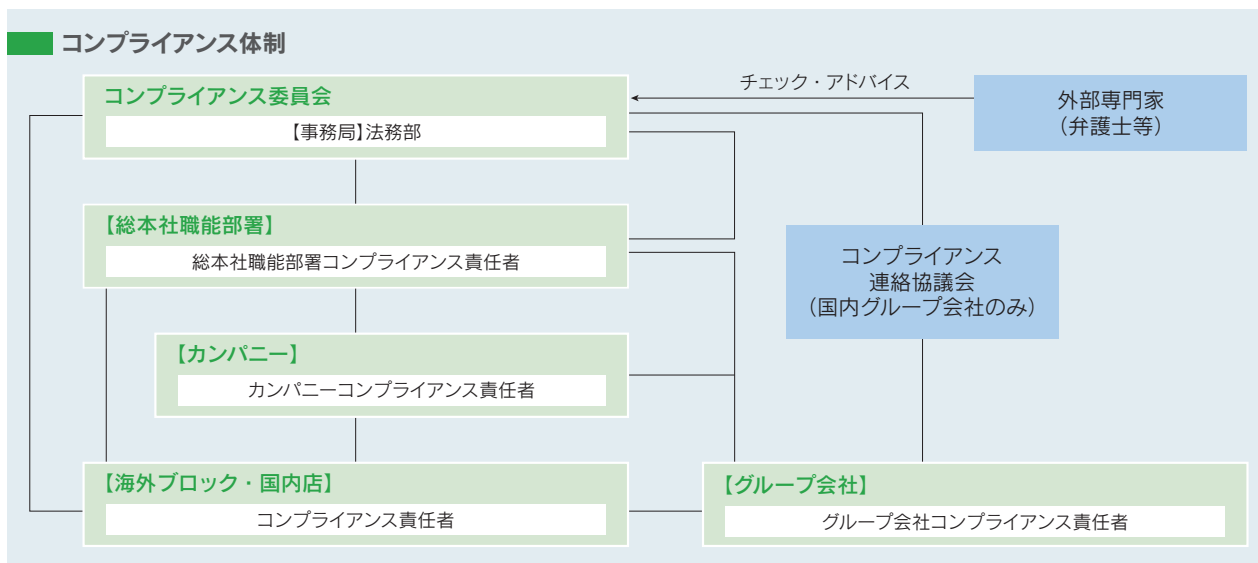 コンプライアンス体制
コンプライアンス委員会
【事務局】法務部
チェック・アドバイス
外部専門家
（弁護士等）
【総本社職能部署】
総本社職能部署コンプライアンス責任者
コンプライアンス
連絡協議会
（国内グループ会社のみ）
【カンパニー】
カンパニーコンプライアンス責任者
【海外ブロック・国内店】
コンプライアンス責任者
【グループ会社】
グループ会社コンプライアンス責任者